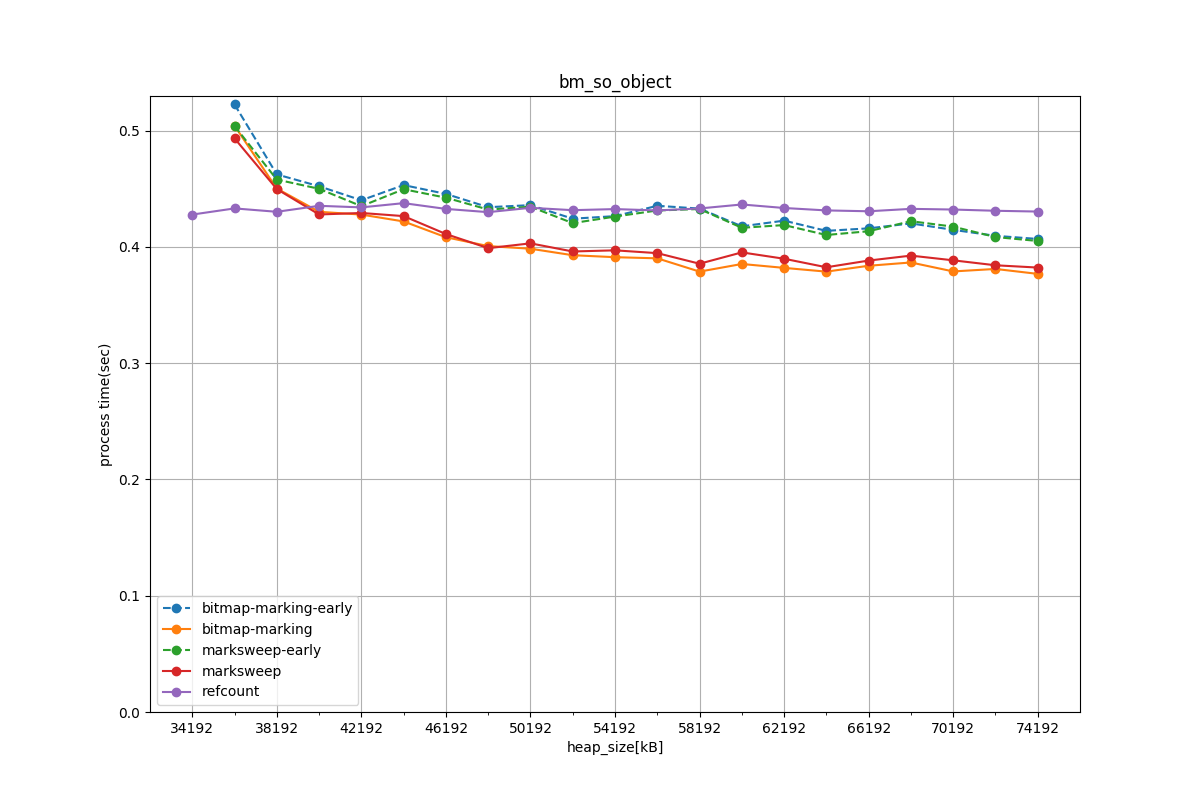 bm_so_object
0.5
0.4
0.3
0.2
0.1
0.0
process time(sec)
bitmap-marking-early
bitmap-marking
marksweep-early
marksweep
refcount
34192 38192 42192 46192 50192 54192 58192 62192 66192 70192 74192
heap_size[kB]